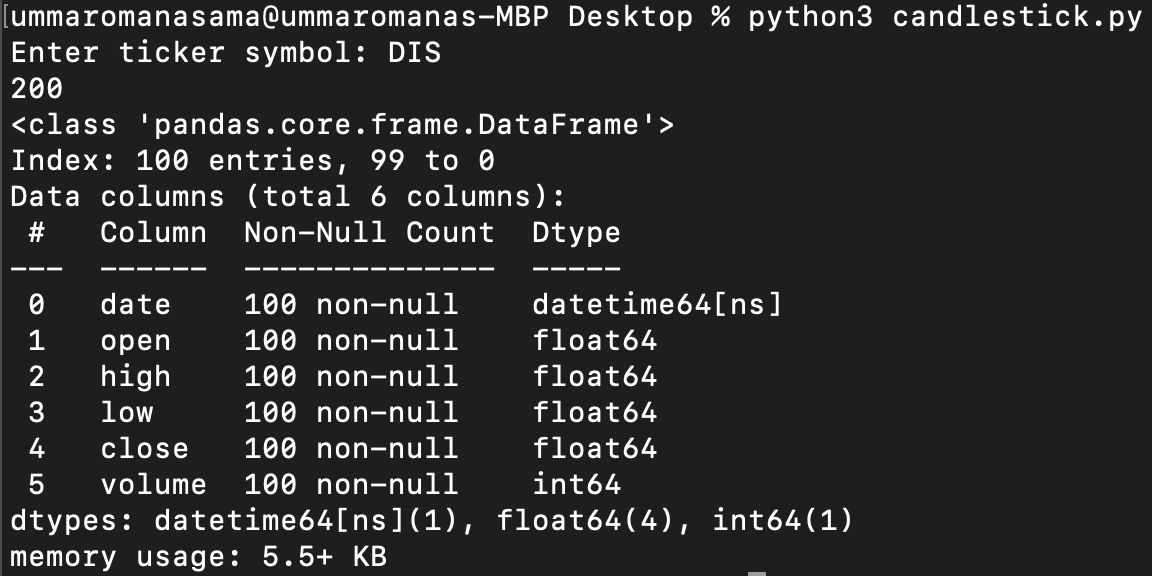 [ummaromanasama@ummaromanas-MBP Desktop % python3 candlestick.py
Enter ticker symbol: DIS
200
<class 'pandas.core.frame.DataFrame'>
Index: 100 entries, 99 to 0
Data columns (total 6 columns):
 #   Column  Non-Null Count  Dtype
---  ------  --------------  -----
 0   date    100 non-null    datetime64[ns]
 1   open    100 non-null    float64
 2   high    100 non-null    float64
 3   low     100 non-null    float64
 4   close   100 non-null    float64
 5   volume  100 non-null    int64
dtypes: datetime64[ns](1), float64(4), int64(1)
memory usage: 5.5+ KB